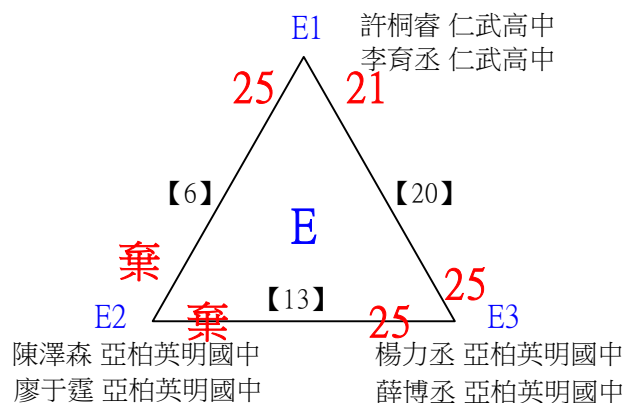 E1
許桐睿 仁武高中
李育丞 仁武高中
25 21
【6】 【20】
E
棄
25
【13】
E2 棄 25 E3
陳澤森 亞柏英明國中
廖于霆 亞柏英明國中
楊力丞 亞柏英明國中
薛博丞 亞柏英明國中